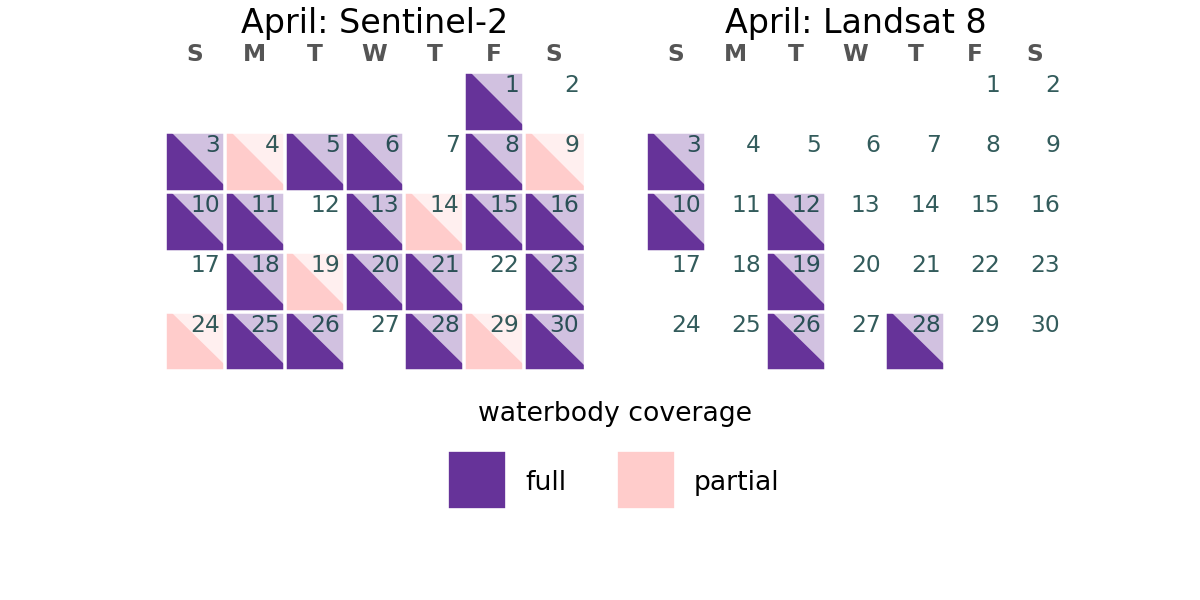 April: Sentinel-2
S M T W T F S
1 2
3 4 5 6 7 8 9
10 11 12 13 14 15 16
17 18 19 20 21 22 23
24 25 26 27 28 29 30
April: Landsat 8
S M T W T F S
1 2
3 4 5 6 7 8 9
10 11 12 13 14 15 16
17 18 19 20 21 22 23
24 25 26 27 28 29 30
waterbody coverage
full partial